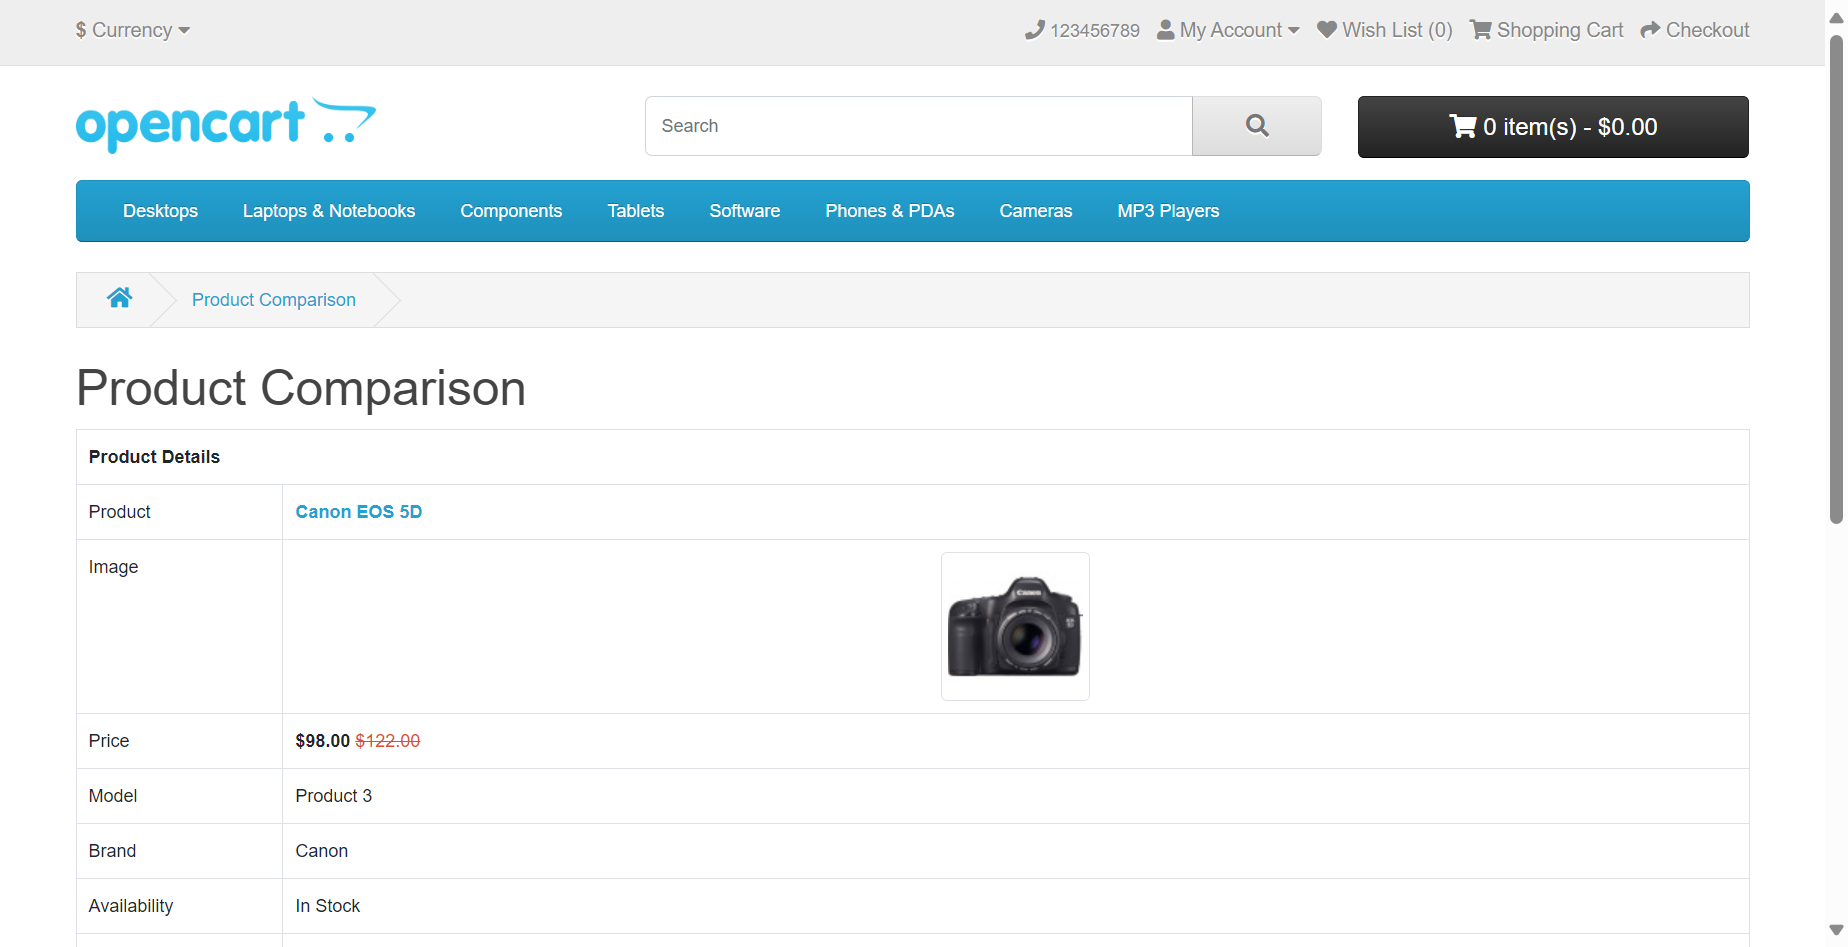 $ Currency 123456789 My Account Wish List (0) Shopping Cart Checkout
opencart Search 0 item(s) - $0.00
Desktops Laptops & Notebooks Components Tablets Software Phones & PDAs Cameras MP3 Players
Product Comparison
Product Comparison
Product Details
Product Canon EOS 5D
Image
Canon
Price $98.00 $122.00
Model Product 3
Brand Canon
Availability In Stock